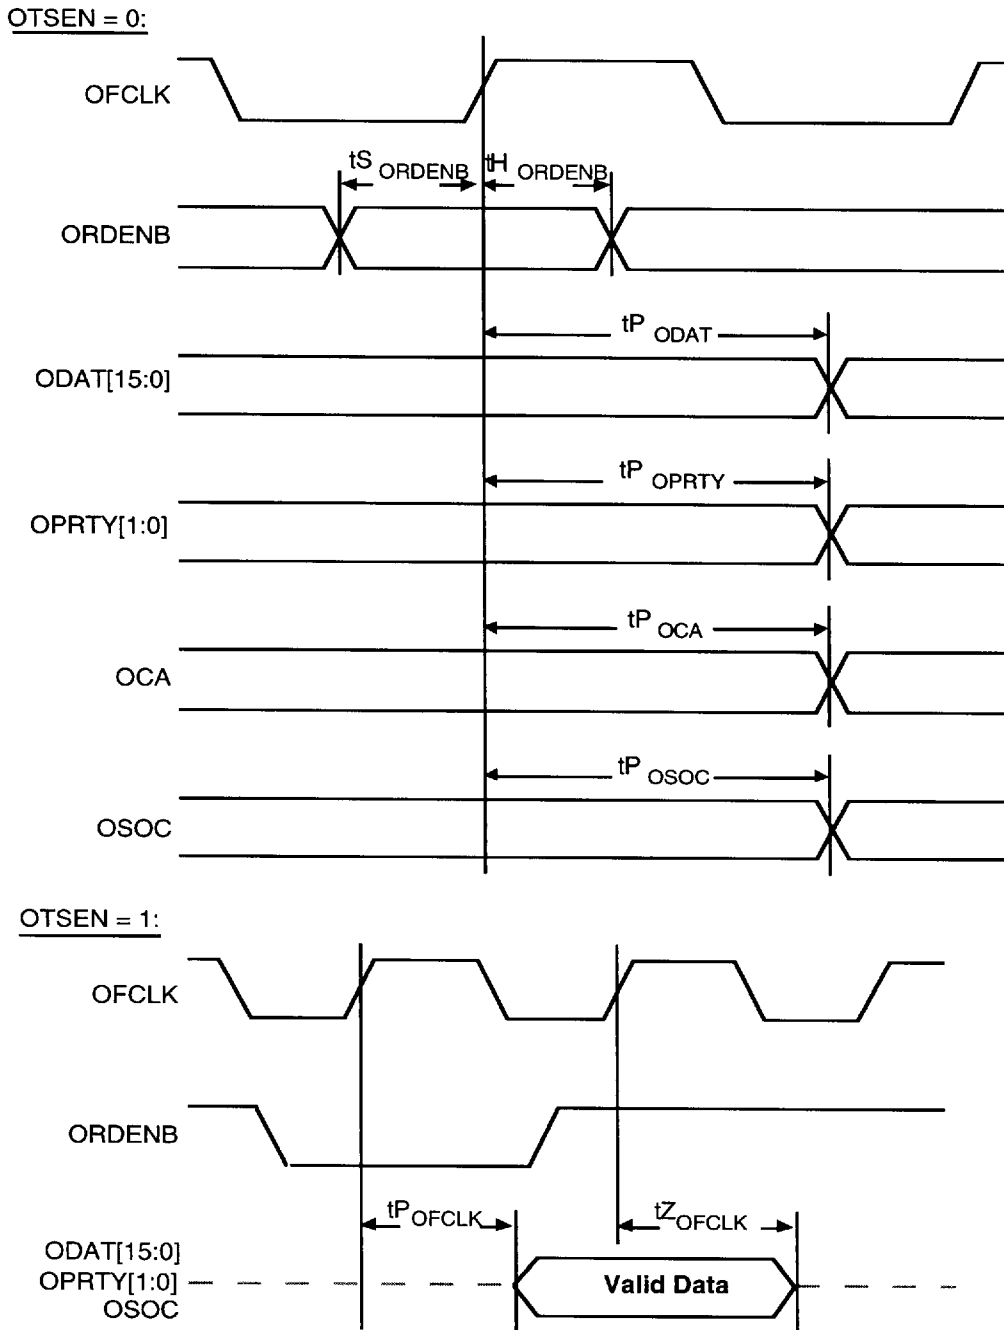 OTSEN = 0:
OFCLK
tS ORDENB tH ORDENB
ORDENB
tP ODAT
ODAT[15:0]
tP OPRTY
OPRTY[1:0]
tP OCA
OCA
tP OSOC
OSOC
OTSEN = 1:
OFCLK
ORDENB
tP OFCLK tZ OFCLK
ODAT[15:0]
OPRTY[1:0] Valid Data
OSOC